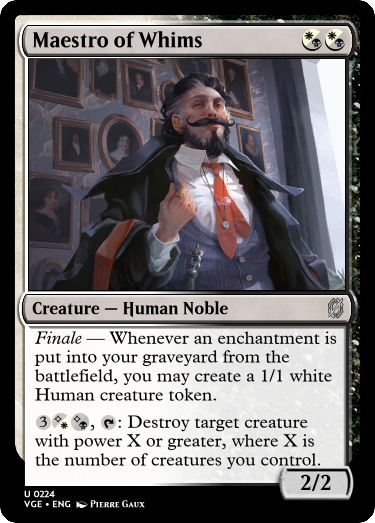 Maestro of Whims
Creature — Human Noble
Finale — Whenever an enchantment is
put into your graveyard from the
battlefield, you may create a 1/1 white
Human creature token.
3, : Destroy target creature
with power X or greater, where X is
the number of creatures you control.
2/2
U 0224
VGE • ENG Pierre Gaux